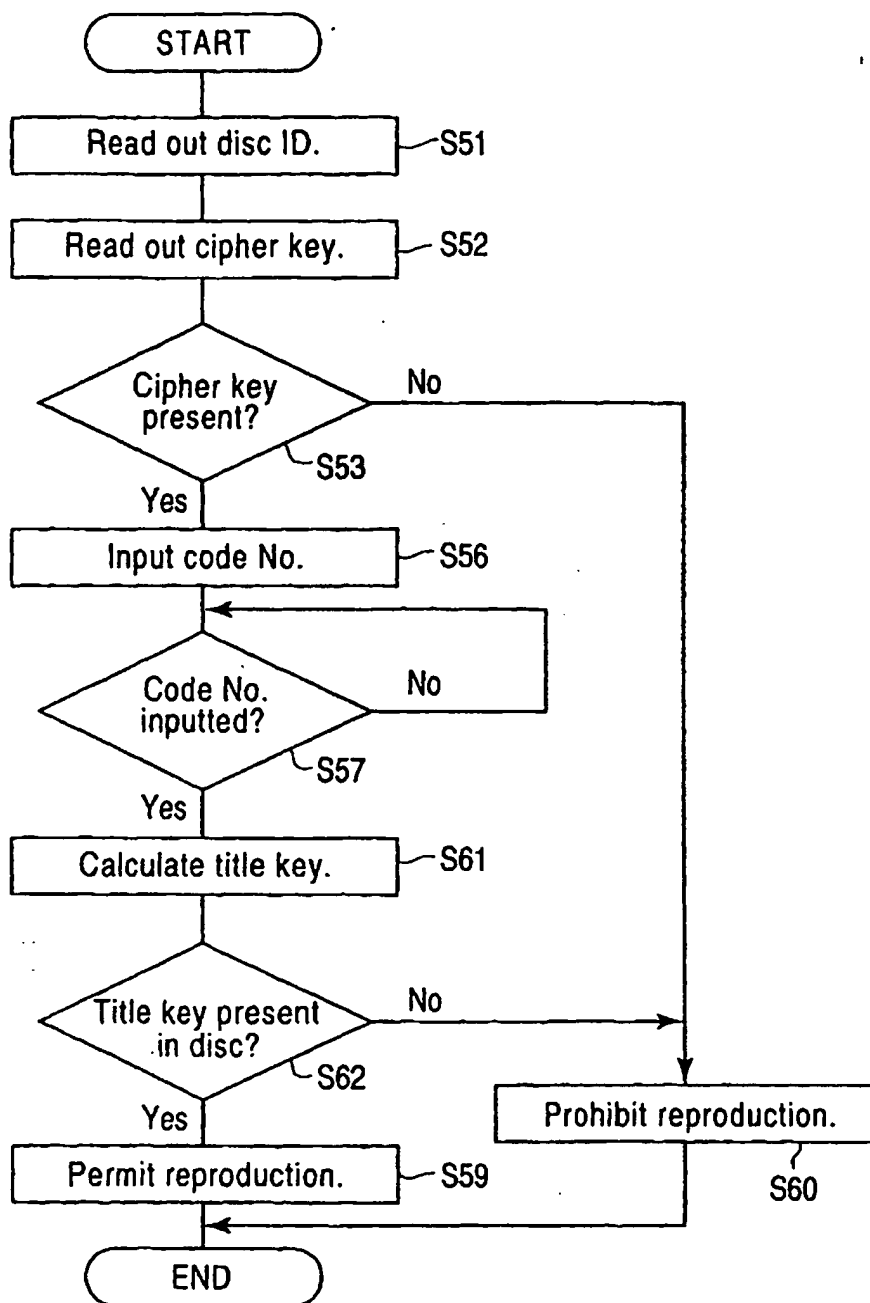 START
Read out disc ID.
S51
Read out cipher key.
S52
Cipher key
present?
No
S53
Yes
Input code No.
S56
Code No.
inputted?
No
S57
Yes
Calculate title key.
S61
Title key present
in disc?
No
S62
Yes
Prohibit reproduction.
S60
Permit reproduction.
S59
END